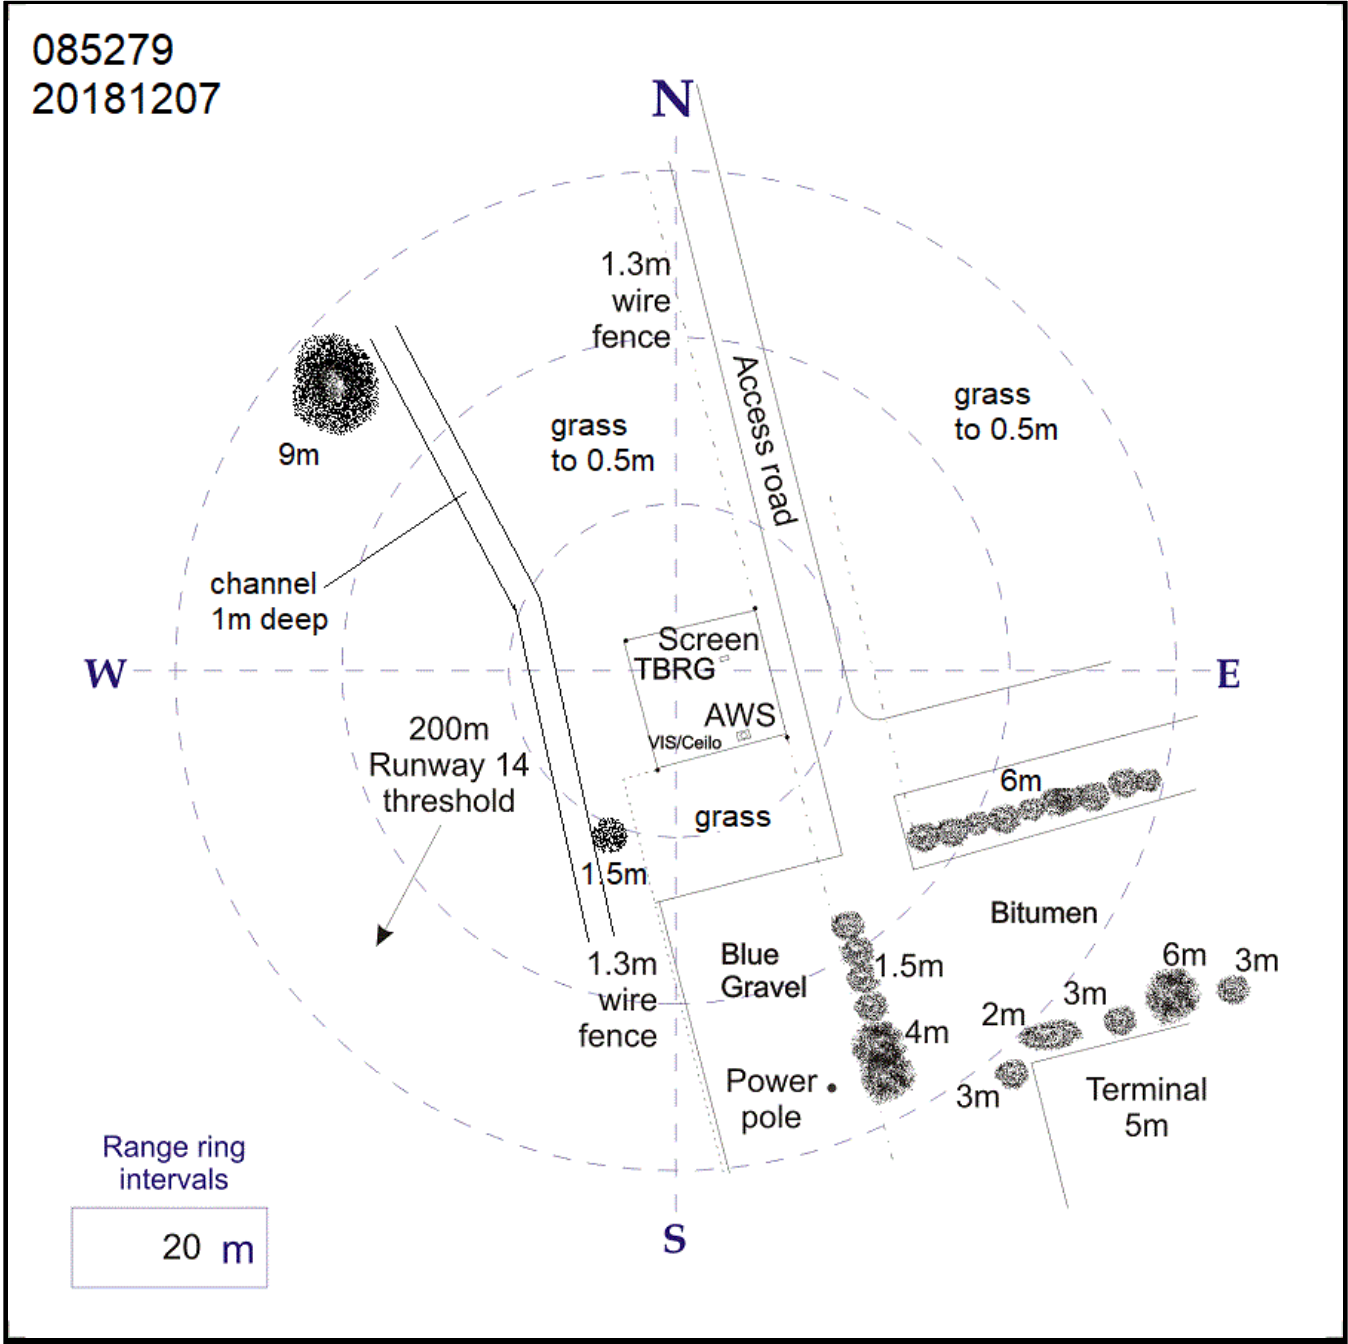 085279
20181207
N
1.3m
wire
fence
Access road
grass
to 0.5m
grass
to 0.5m
9m
channel
1m deep
Screen
TBRG
W
E
AWS
VIS/Ceilo
200m
Runway 14
threshold
6m
grass
1.5m
Bitumen
Blue
Gravel
1.5m
6m
3m
1.3m
wire
fence
3m
2m
4m
Power
pole
3m
Terminal
5m
Range ring
intervals
20 m
S